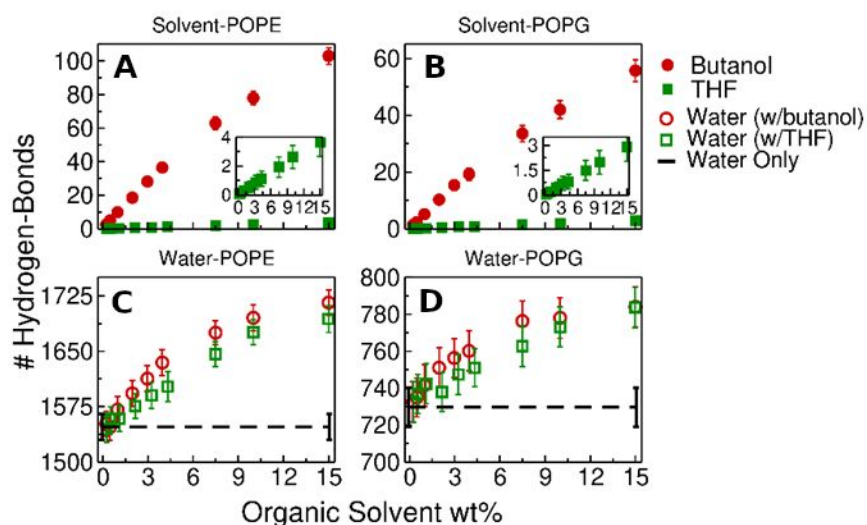 Solvent-POPE
Solvent-POPG
A
B
100
80
60
40
20
0
4
2
0
0 3 6 9 12 15
60
40
20
0
3
1.5
0
0 3 6 9 12 15
Butanol
THF
Water (w/butanol)
Water (w/THF)
Water Only
# Hydrogen-Bonds
Water-POPE
Water-POPG
C
D
1725
1650
1575
1500
0 3 6 9 12 15
800
780
760
740
720
700
0 3 6 9 12 15
Organic Solvent wt%